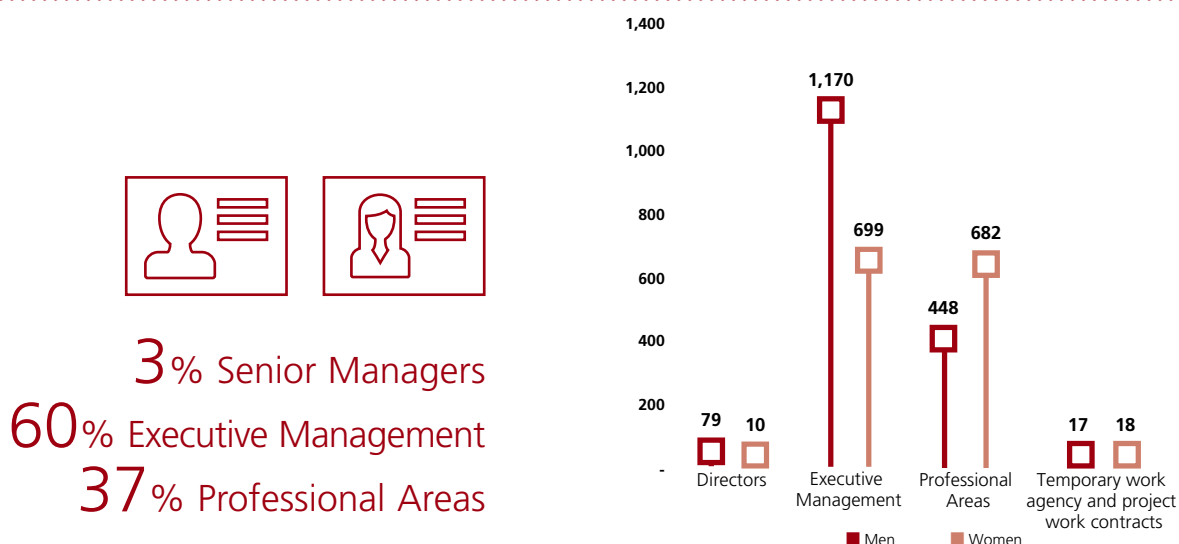 3% Senior Managers
60% Executive Management
37% Professional Areas
1,400
1,200
1,000
800
600
400
200
-
1,170
699
682
448
79
10
17
18
Directors
Executive
Management
Professional
Areas
Temporary work
agency and project
work contracts
Men
Women